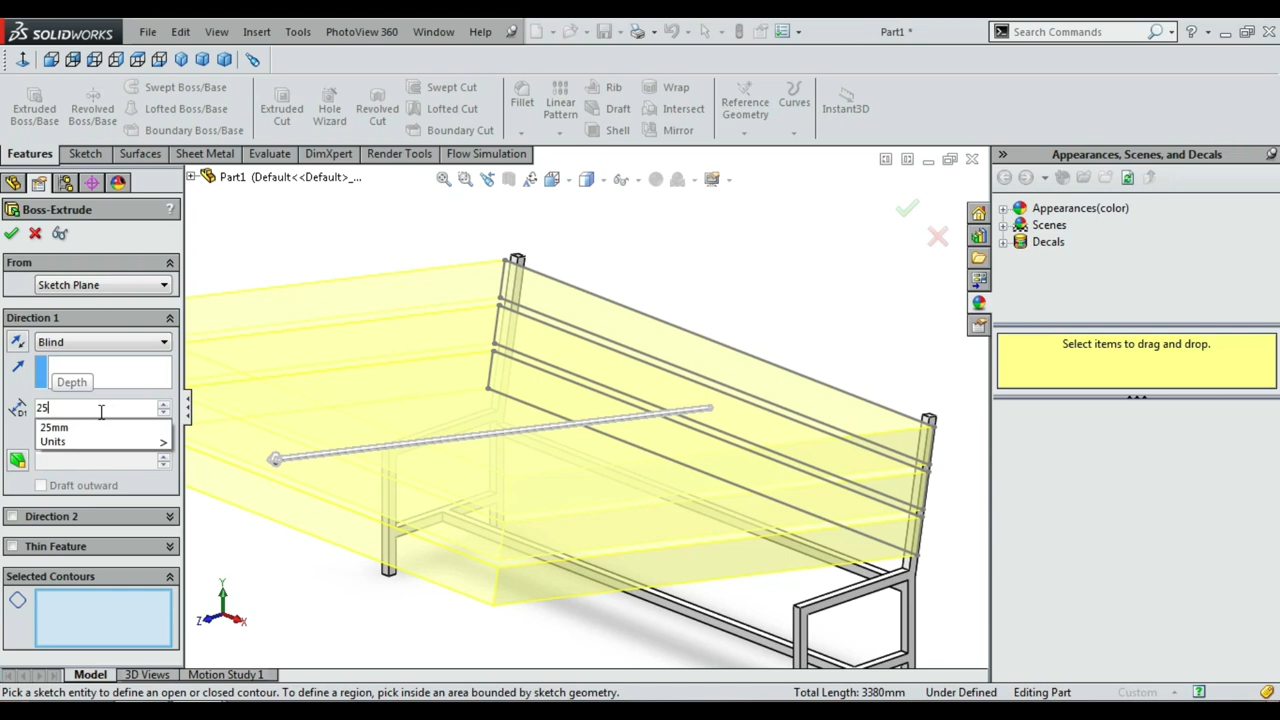 SOLIDWORKS File Edit View Insert Tools PhotoView 360 Window Help Part1 * Search Commands
Extruded Boss/Base Revolved Boss/Base Swept Boss/Base Lofted Boss/Base Boundary Boss/Base Extruded Cut Hole Wizard Revolved Cut Swept Cut Lofted Cut Boundary Cut Fillet Linear Pattern Rib Draft Shell Wrap Intersect Mirror Reference Geometry Curves Instant3D
Features Sketch Surfaces Sheet Metal Evaluate DimXpert Render Tools Flow Simulation
Appearances, Scenes, and Decals
Part1 (Default<<Default>_...
Boss-Extrude ?
From
Sketch Plane
Direction 1
Blind
Depth
25
25mm
Units >
Draft outward
Direction 2
Thin Feature
Selected Contours
Appearances(color)
Scenes
Decals
Select items to drag and drop.
Y
Z X
Model 3D Views Motion Study 1
Pick a sketch entity to define an open or closed contour. To define a region, pick inside an area bounded by sketch geometry. Total Length: 3380mm Under Defined Editing Part Custom